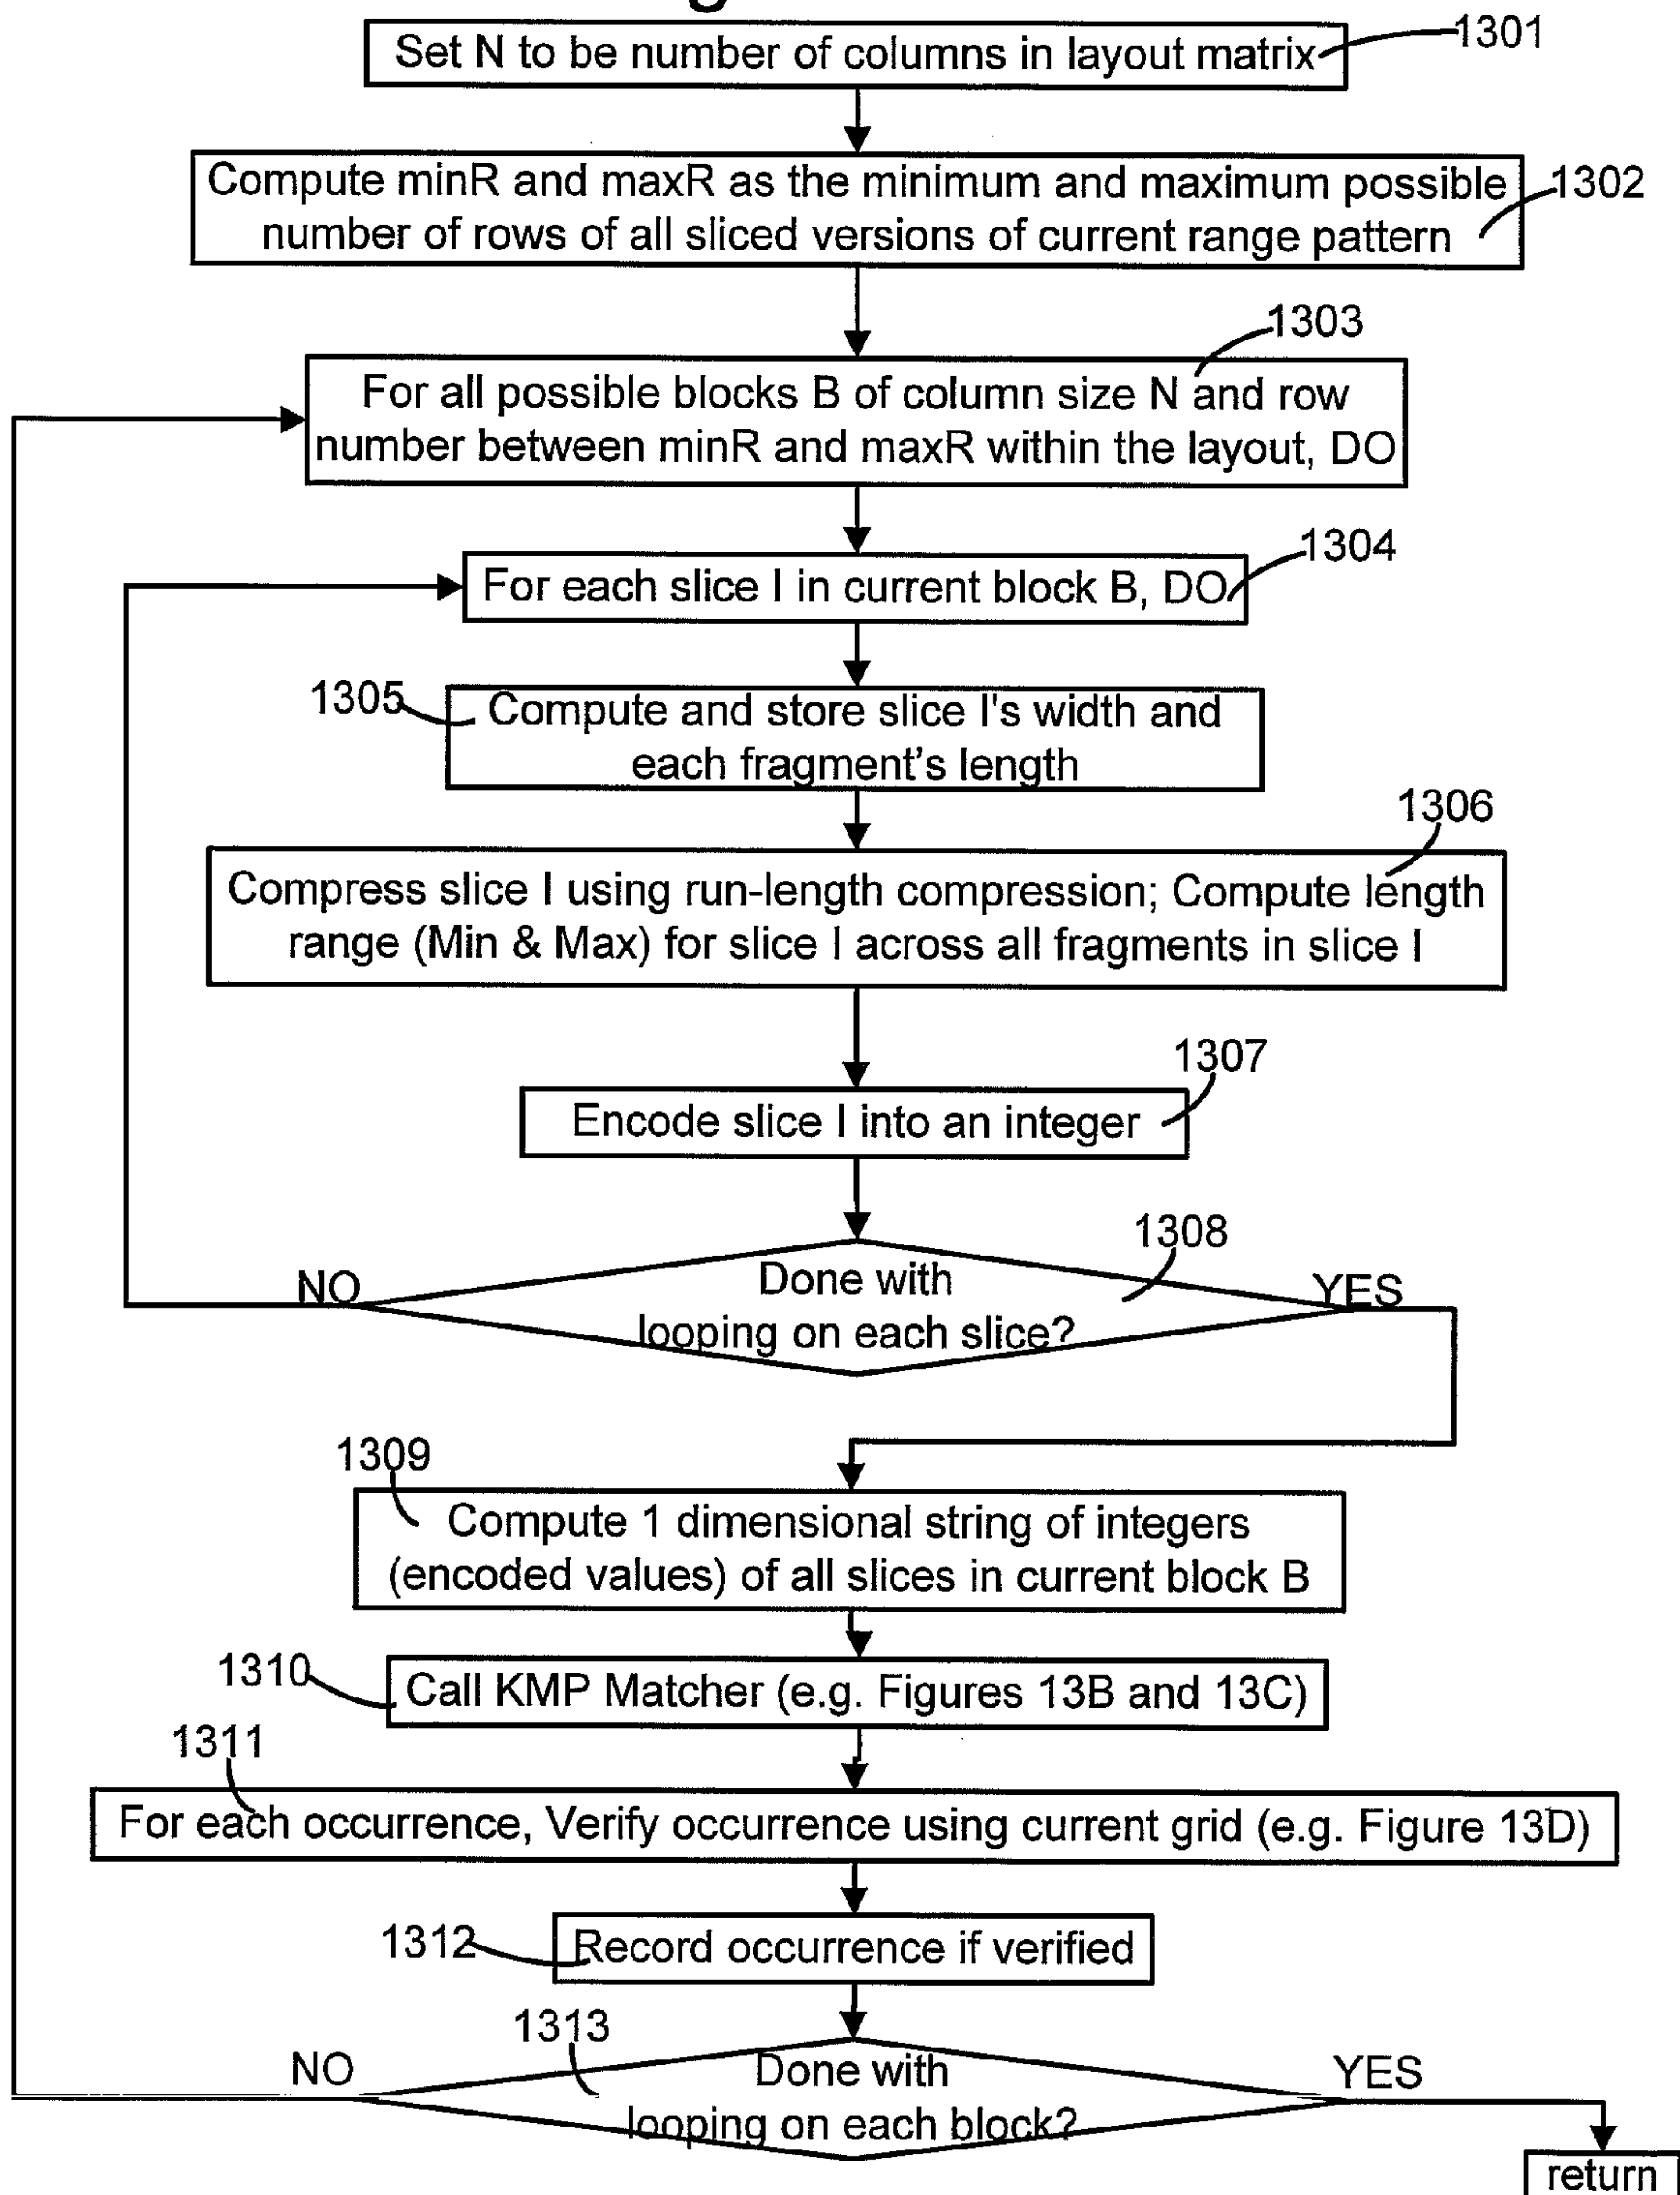 1301
Set N to be number of columns in layout matrix
Compute minR and maxR as the minimum and maximum possible
1302
number of rows of all sliced versions of current range pattern
1303
For all possible blocks B of column size N and row
number between minR and maxR within the layout, DO
1304
For each slice I in current block B, DO
1305
Compute and store slice I's width and
each fragment's length
1306
Compress slice I using run-length compression; Compute length
range (Min & Max) for slice I across all fragments in slice I
1307
Encode slice I into an integer
1308
NO
Done with
YES
looping on each slice?
1309
Compute 1 dimensional string of integers
(encoded values) of all slices in current block B
1310
Call KMP Matcher (e.g. Figures 13B and 13C)
1311
For each occurrence, Verify occurrence using current grid (e.g. Figure 13D)
1312
Record occurrence if verified
1313
NO
Done with
YES
looping on each block?
return